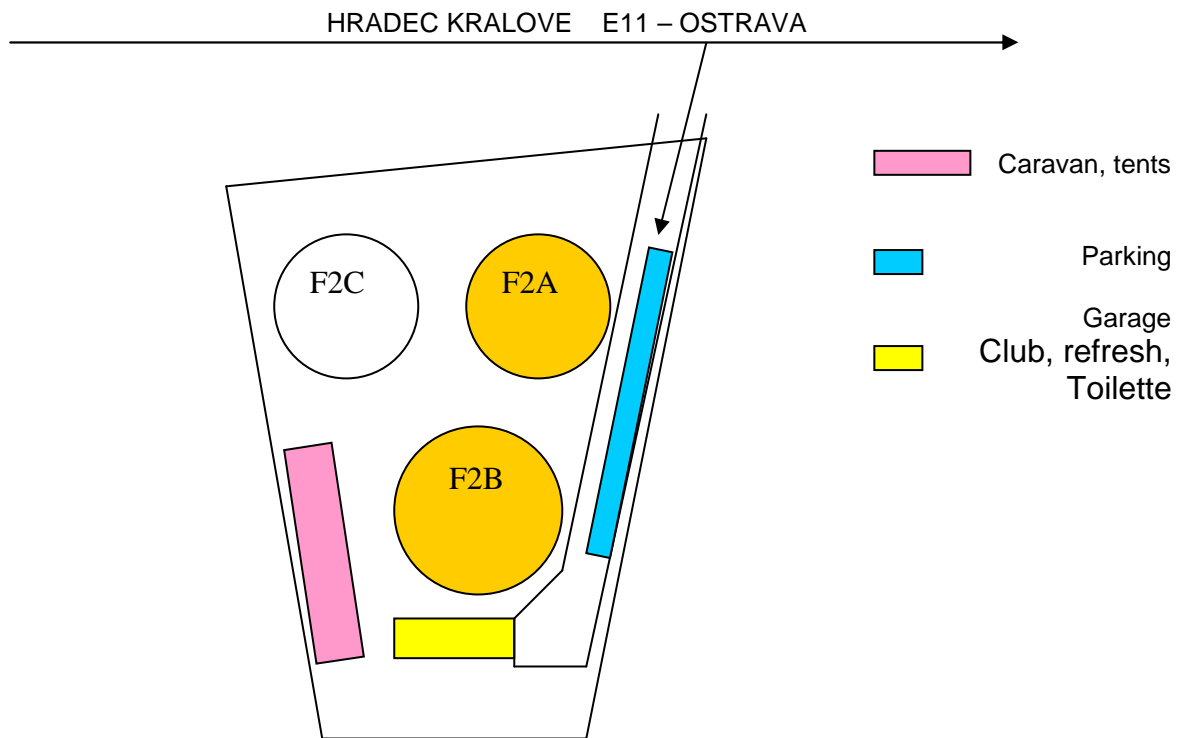 HRADEC KRALOVE E11 – OSTRAVA
Caravan, tents
F2C
F2A
Parking
Garage
Club, refresh,
Toilette
F2B